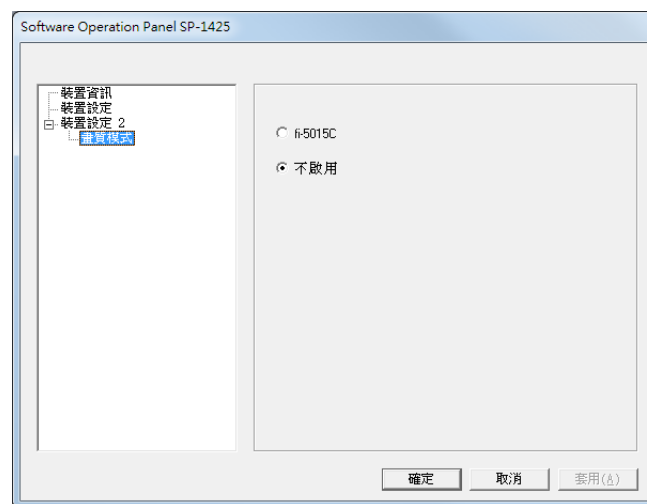 Software Operation Panel SP-1425
裝置資訊
裝置設定
裝置設定 2
畫質模式
fi-5015C
不啟用
確定
取消
套用(A)